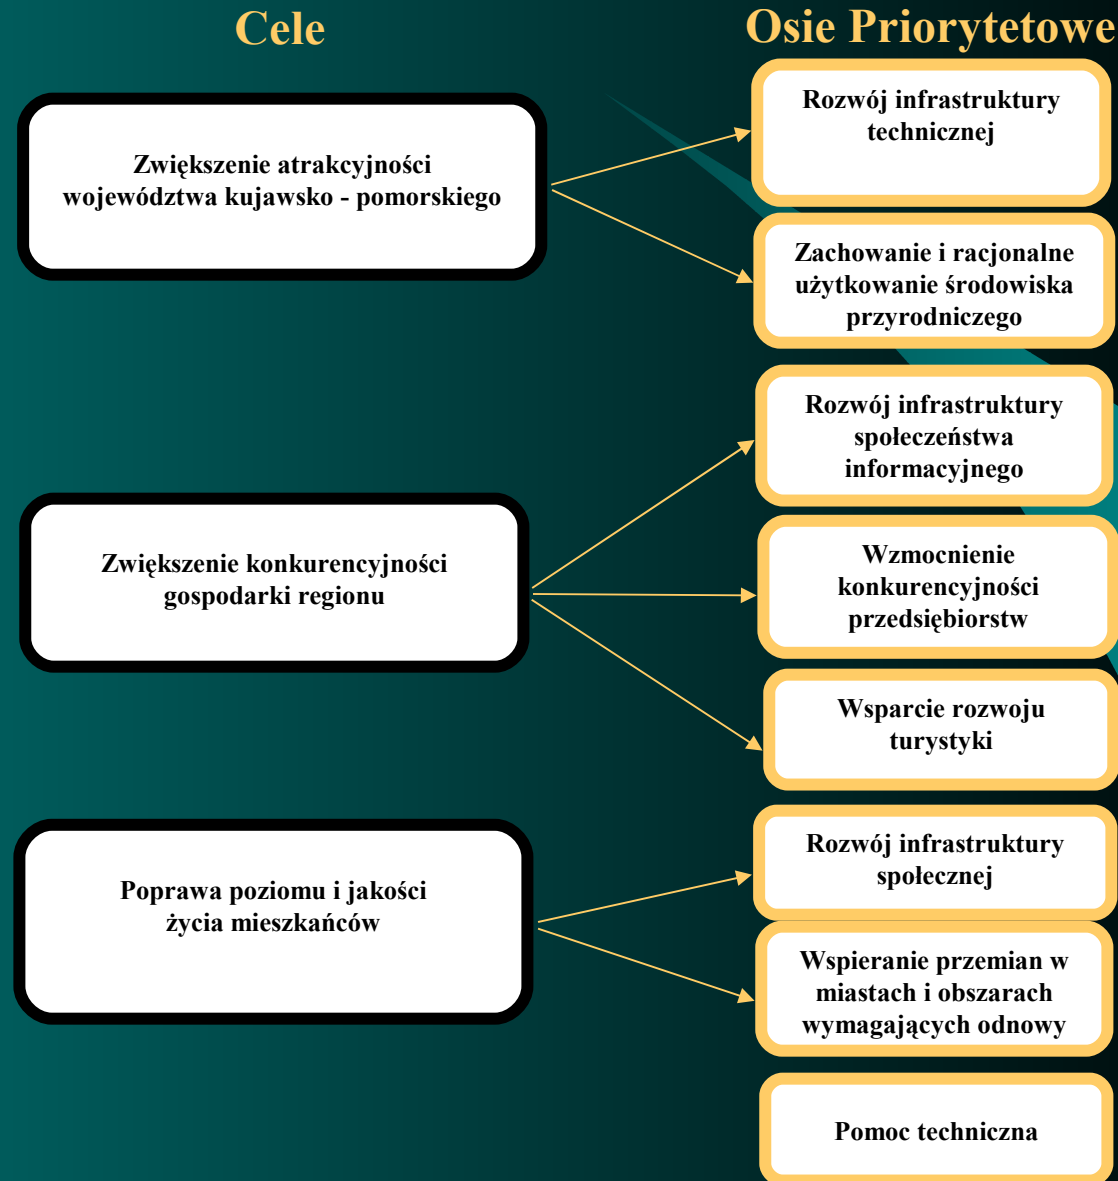 Cele
Osie Priorytetowe
Zwiększenie atrakcyjności
województwa kujawsko - pomorskiego
Rozwój infrastruktury
technicznej
Zachowanie i racjonalne
użytkowanie środowiska
przyrodniczego
Zwiększenie konkurencyjności
gospodarki regionu
Rozwój infrastruktury
społeczeństwa
informacyjnego
Wzmocnienie
konkurencyjności
przedsiębiorstw
Wsparcie rozwoju
turystyki
Poprawa poziomu i jakości
życia mieszkańców
Rozwój infrastruktury
społecznej
Wspieranie przemian w
miastach i obszarach
wymagających odnowy
Pomoc techniczna